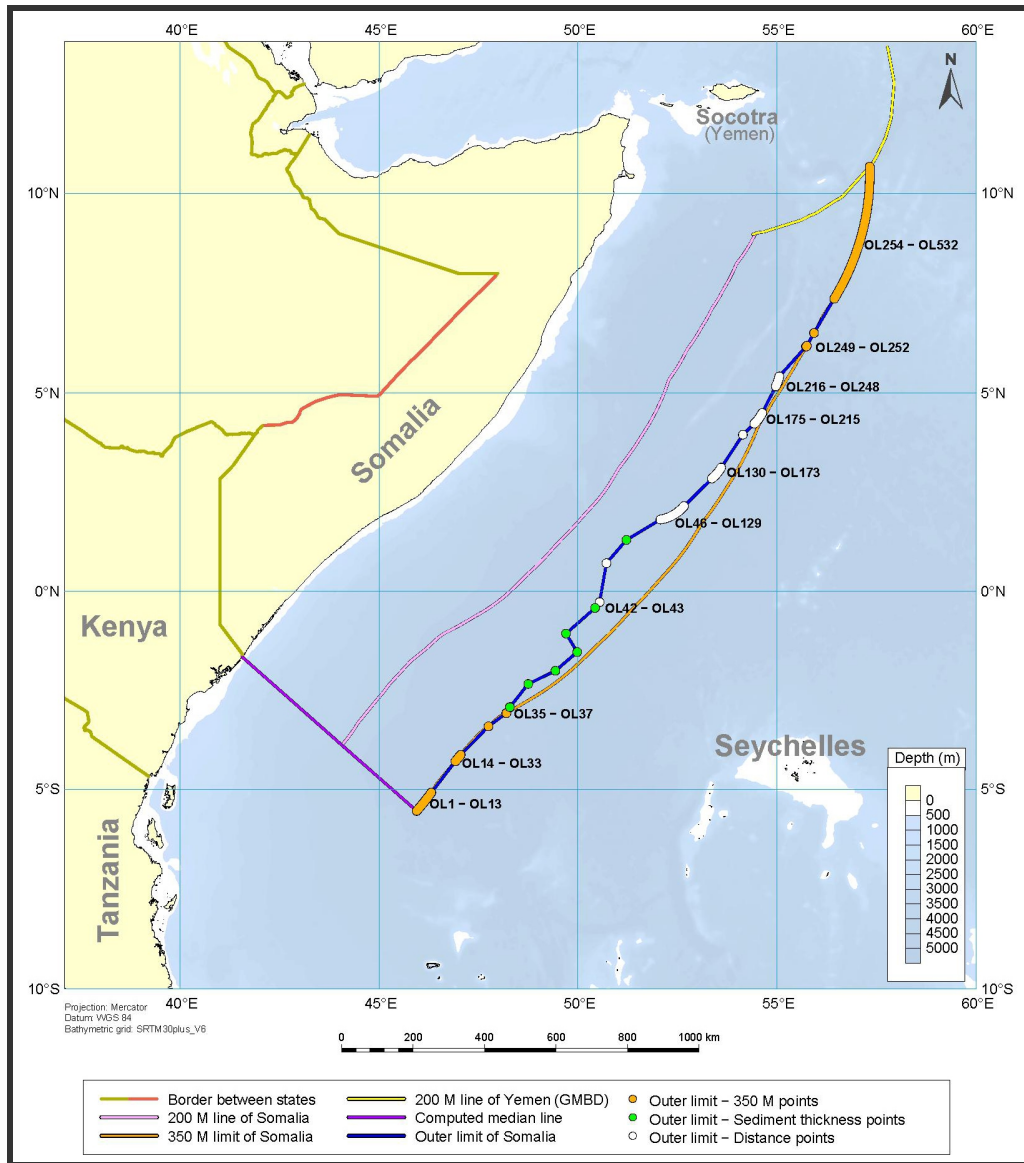 40°E 45°E 50°E 55°E 60°E
N
Socotra
(Yemen)
10°N 10°N
OL254 – OL532
OL249 – OL252
5°N 5°N
OL216 – OL248
OL175 – OL215
Somalia
OL130 – OL173
OL46 – OL129
0°N 0°N
OL42 – OL43
Kenya
OL35 – OL37
Seychelles
OL14 – OL33
5°S 5°S
OL1 – OL13
Tanzania
Depth (m)
0
500
1000
1500
2000
2500
3000
3500
4000
4500
5000
10°S 10°S
40°E 45°E 50°E 55°E 60°E
Projection: Mercator
Datum: WGS 84
Bathymetric grid: SRTM30plus_V6
0 200 400 600 800 1000 km
Border between states
200 M line of Somalia
350 M limit of Somalia
200 M line of Yemen (GMBD)
Computed median line
Outer limit of Somalia
Outer limit – 350 M points
Outer limit – Sediment thickness points
Outer limit – Distance points